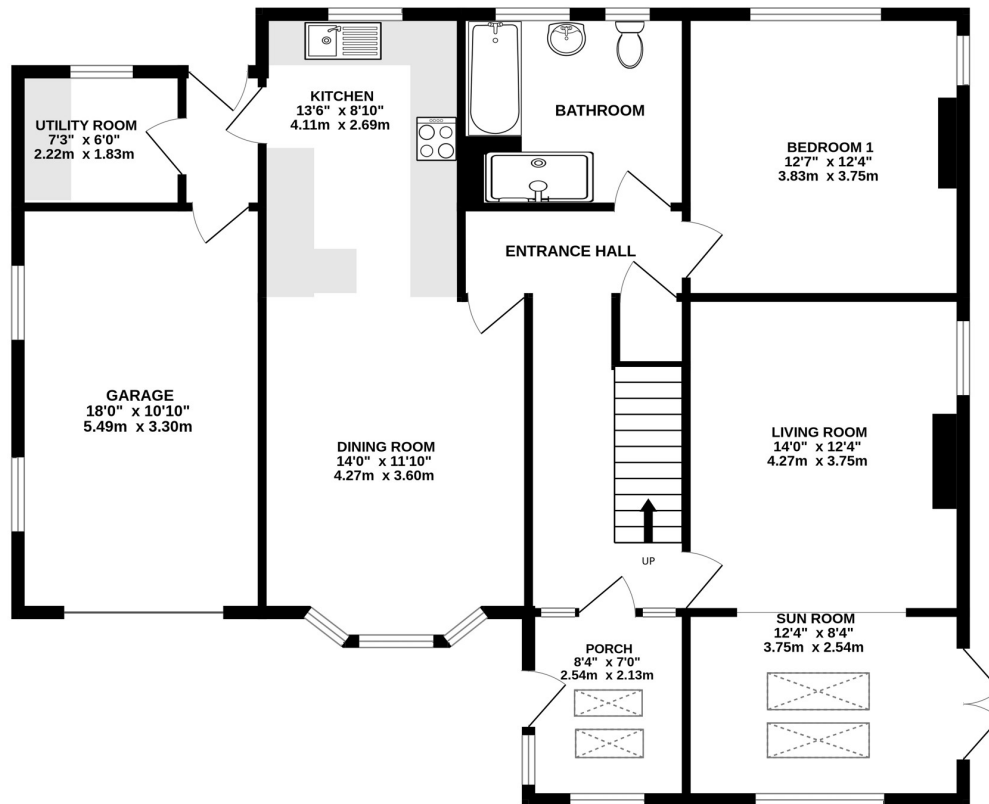 KITCHEN
13'6" x 8'10"
4.11m x 2.69m
UTILITY ROOM
7'3" x 6'0"
2.22m x 1.83m
BATHROOM
BEDROOM 1
12'7" x 12'4"
3.83m x 3.75m
ENTRANCE HALL
GARAGE
18'0" x 10'10"
5.49m x 3.30m
DINING ROOM
14'0" x 11'10"
4.27m x 3.60m
LIVING ROOM
14'0" x 12'4"
4.27m x 3.75m
UP
SUN ROOM
12'4" x 8'4"
3.75m x 2.54m
PORCH
8'4" x 7'0"
2.54m x 2.13m